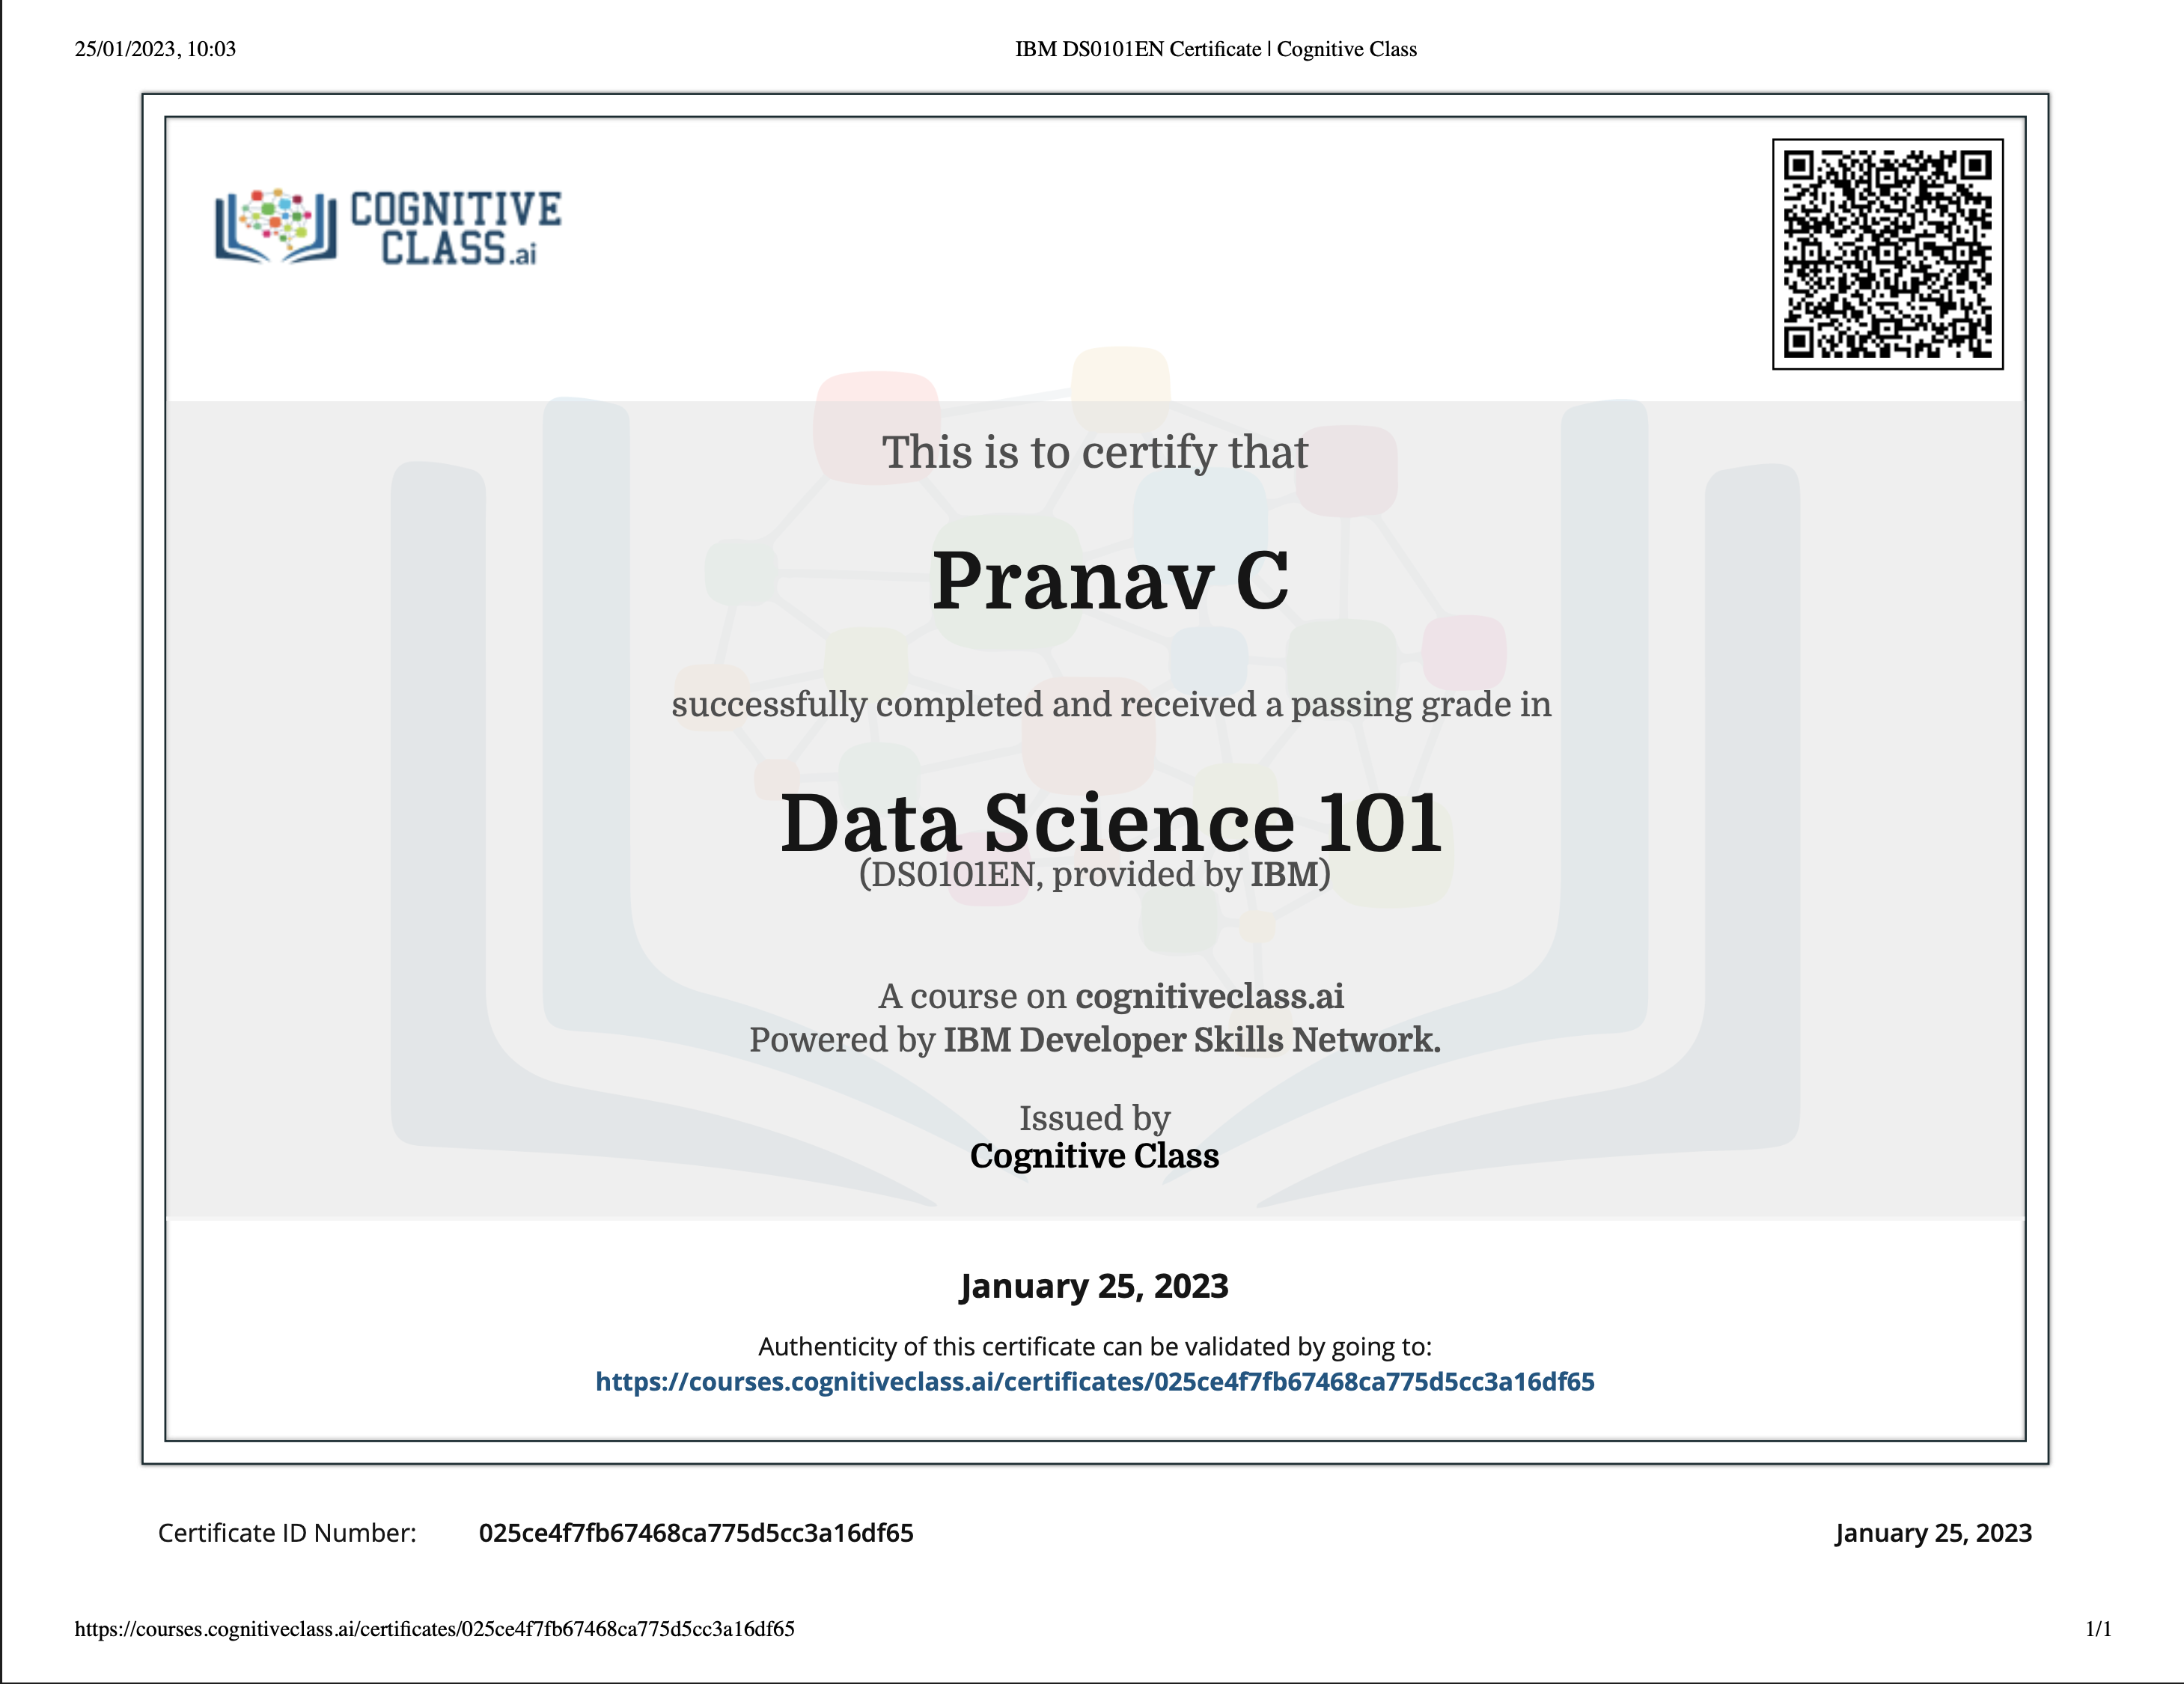 25/01/2023, 10:03
IBM DS0101EN Certificate | Cognitive Class
COGNITIVE
CLASS.ai
This is to certify that
Pranav C
successfully completed and received a passing grade in
Data Science 101
(DS0101EN, provided by IBM)
A course on cognitiveclass.ai
Powered by IBM Developer Skills Network.
Issued by
Cognitive Class
January 25, 2023
Authenticity of this certificate can be validated by going to:
https://courses.cognitiveclass.ai/certificates/025ce4f7fb67468ca775d5cc3a16df65
Certificate ID Number: 025ce4f7fb67468ca775d5cc3a16df65
January 25, 2023
https://courses.cognitiveclass.ai/certificates/025ce4f7fb67468ca775d5cc3a16df65
1/1